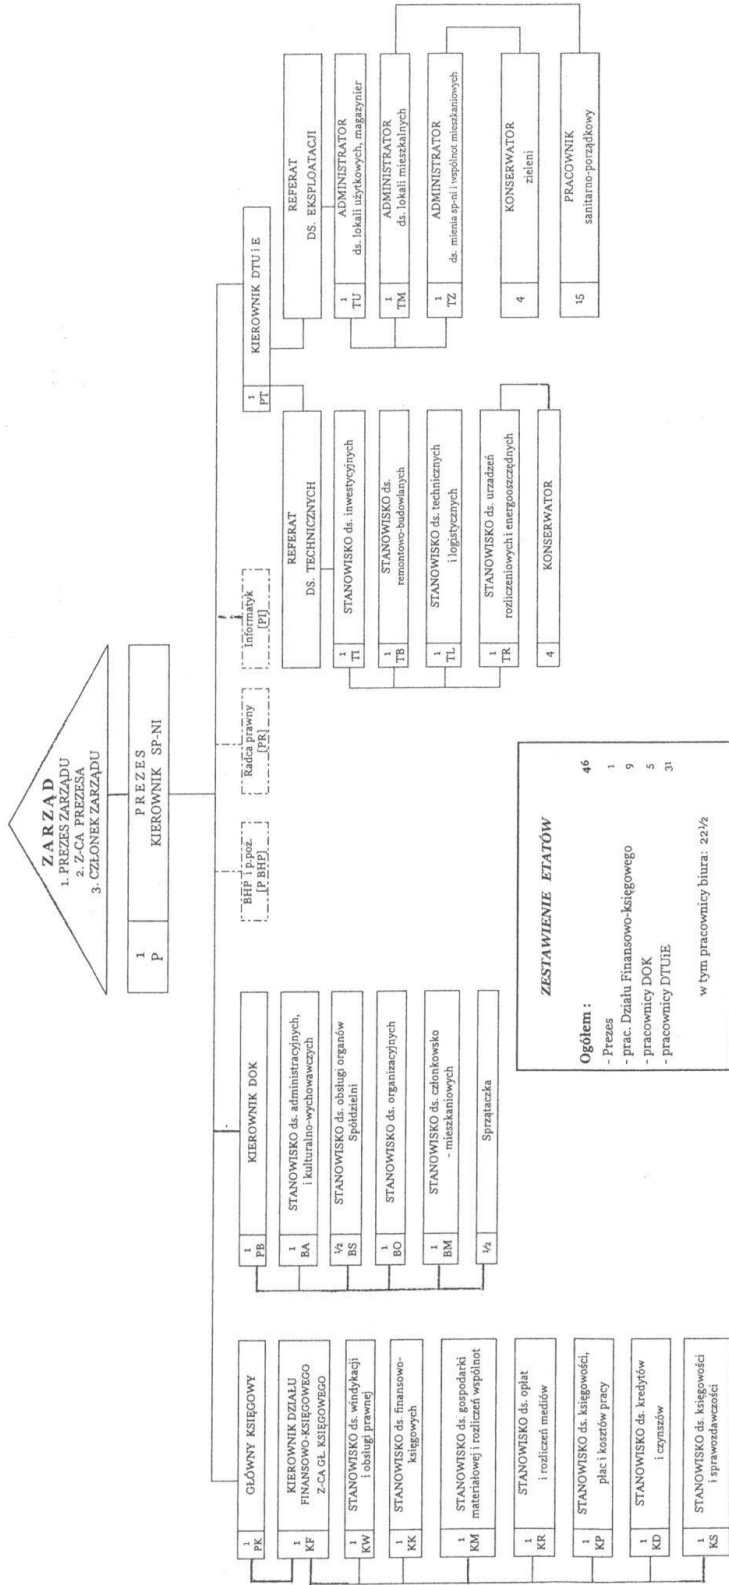 ZARZĄD
1. PREZES ZARZĄDU
2. Z-CA PREZESA
3. CZŁONEK ZARZĄDU
1
P
PREZES
KIEROWNIK SP-NI
BHP i p.poż.
[P BHP]
Radca prawny
[PR]
Informatyk
[PI]
1
PK
GŁÓWNY KSIĘGOWY
1
KF
KIEROWNIK DZIAŁU
FINANSOWO-KSIĘGOWEGO
Z-CA GŁ. KSIĘGOWEGO
1
KW
STANOWISKO ds. windykacji
i obsługi prawnej
1
KK
STANOWISKO ds. finansowo-
księgowych
1
KM
STANOWISKO ds. gospodarki
materiałowej i rozliczeń wspólnot
1
KR
STANOWISKO ds. opłat
i rozliczeń mediów
1
KP
STANOWISKO ds. księgowości,
płac i kosztów pracy
1
KD
STANOWISKO ds. kredytów
i czynszów
1
KS
STANOWISKO ds. księgowości
i sprawozdawczości
1
PB
KIEROWNIK DOK
1
BA
STANOWISKO ds. administracyjnych,
i kulturalno-wychowawczych
½
BS
STANOWISKO ds. obsługi organów
Spółdzielni
1
BO
STANOWISKO ds. organizacyjnych
1
BM
STANOWISKO ds. członkowsko
- mieszkaniowych
½
Sprzątaczka
1
PT
KIEROWNIK DTU i E
REFERAT
DS. TECHNICZNYCH
1
TI
STANOWISKO ds. inwestycyjnych
1
TB
STANOWISKO ds.
remontowo-budowlanych
1
TL
STANOWISKO ds. technicznych
i logistycznych
1
TR
STANOWISKO ds. urzadzeń
rozliczeniowych i energooszczędnych
4
KONSERWATOR
REFERAT
DS. EKSPLOATACJI
1
TU
ADMINISTRATOR
ds. lokali użytkowych, magazynier
1
TM
ADMINISTRATOR
ds. lokali mieszkalnych
1
TZ
ADMINISTRATOR
ds. mienia sp-ni i wspólnot mieszkaniowych
4
KONSERWATOR
zieleni
15
PRACOWNIK
sanitarno-porządkowy
ZESTAWIENIE ETATÓW
Ogółem : 46
- Prezes 1
- prac. Działu Finansowo-księgowego 9
- pracownicy DOK 5
- pracownicy DTUiE 31
w tym pracownicy biura: 22½